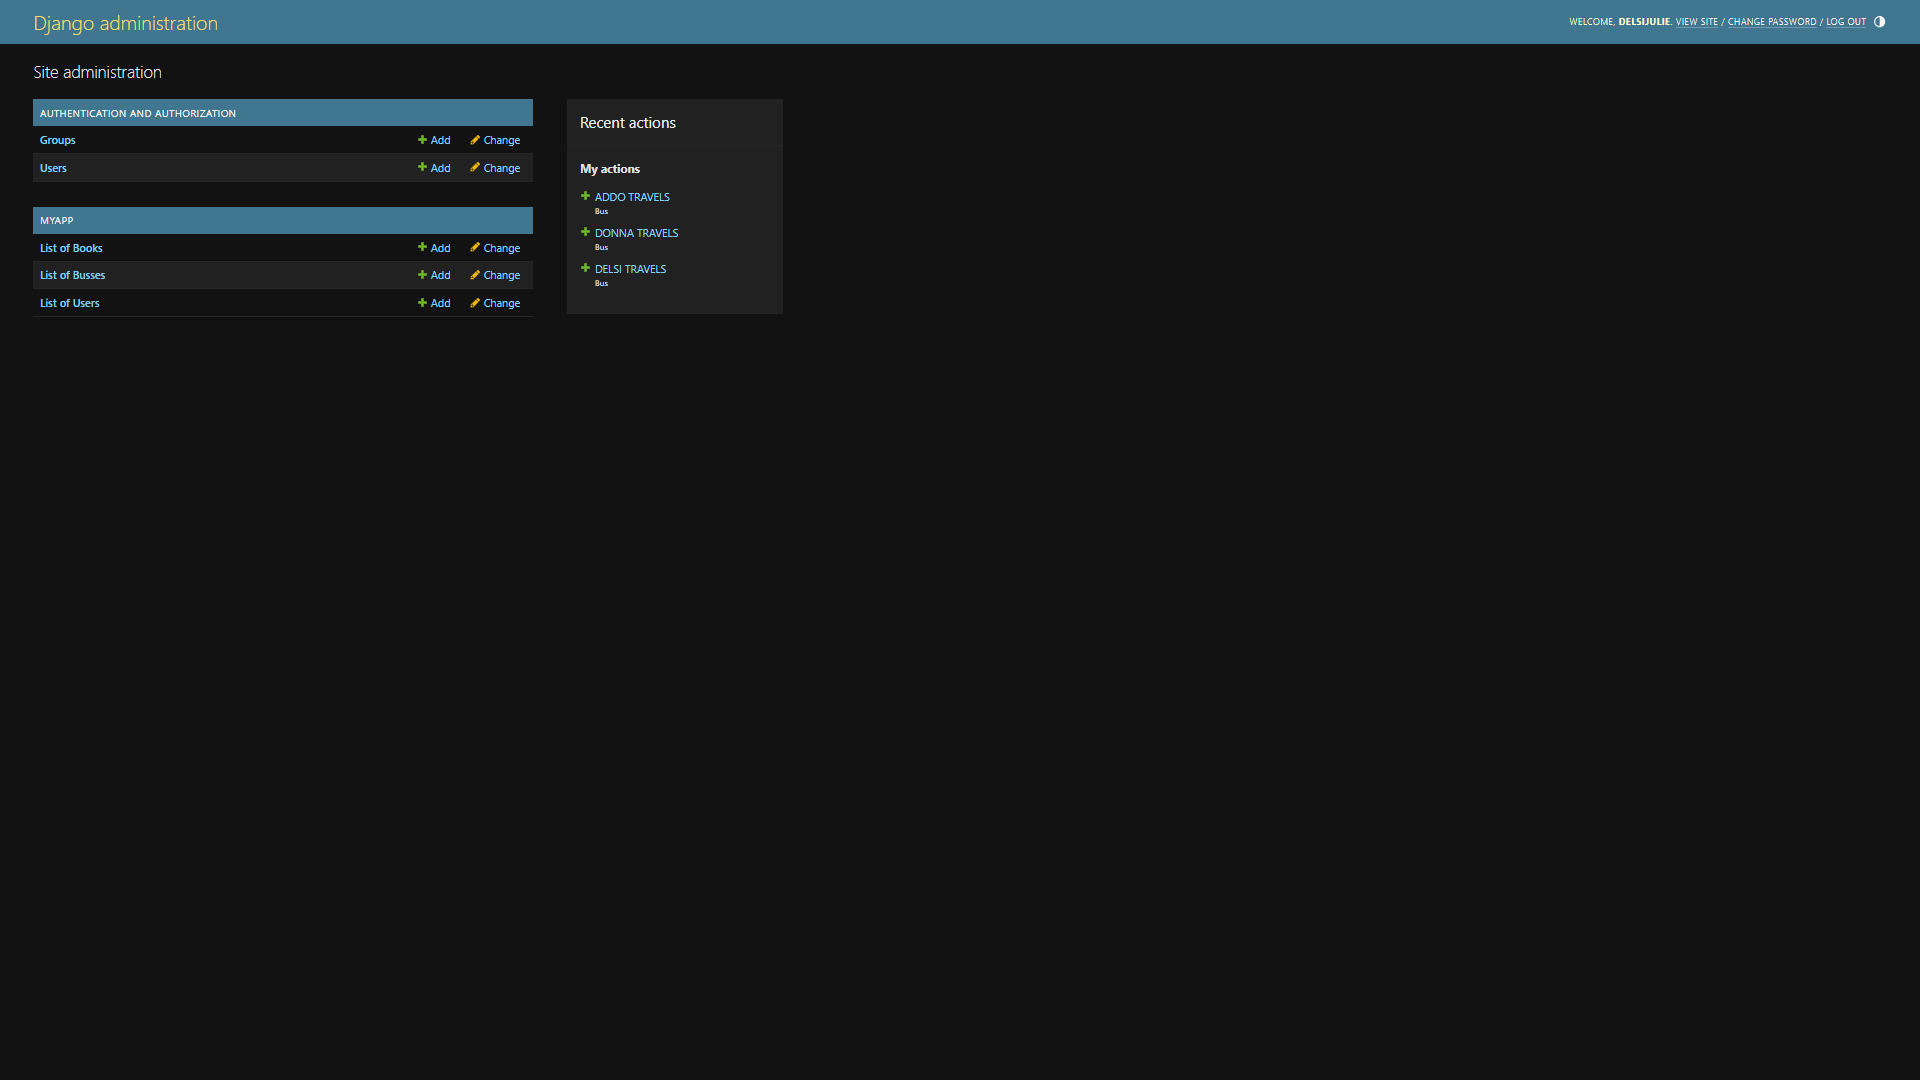 Django administration
WELCOME, DELSIJULIE. VIEW SITE / CHANGE PASSWORD / LOG OUT
Site administration
AUTHENTICATION AND AUTHORIZATION
Groups Add Change
Users Add Change
MYAPP
List of Books Add Change
List of Busses Add Change
List of Users Add Change
Recent actions
My actions
ADDO TRAVELS
Bus
DONNA TRAVELS
Bus
DELSI TRAVELS
Bus